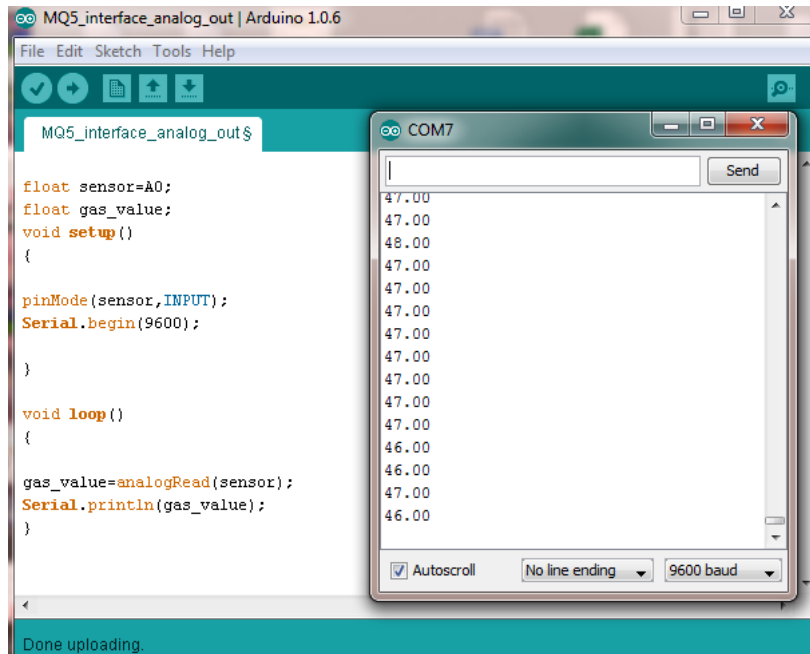 MQ5_interface_analog_out | Arduino 1.0.6
File Edit Sketch Tools Help
MQ5_interface_analog_out §
float sensor=A0;
float gas_value;
void setup()
{
pinMode(sensor,INPUT);
Serial.begin(9600);
}
void loop()
{
gas_value=analogRead(sensor);
Serial.println(gas_value);
}
COM7
Send
47.00
47.00
48.00
47.00
47.00
47.00
47.00
47.00
47.00
47.00
47.00
46.00
46.00
47.00
46.00
Autoscroll
No line ending
9600 baud
Done uploading.